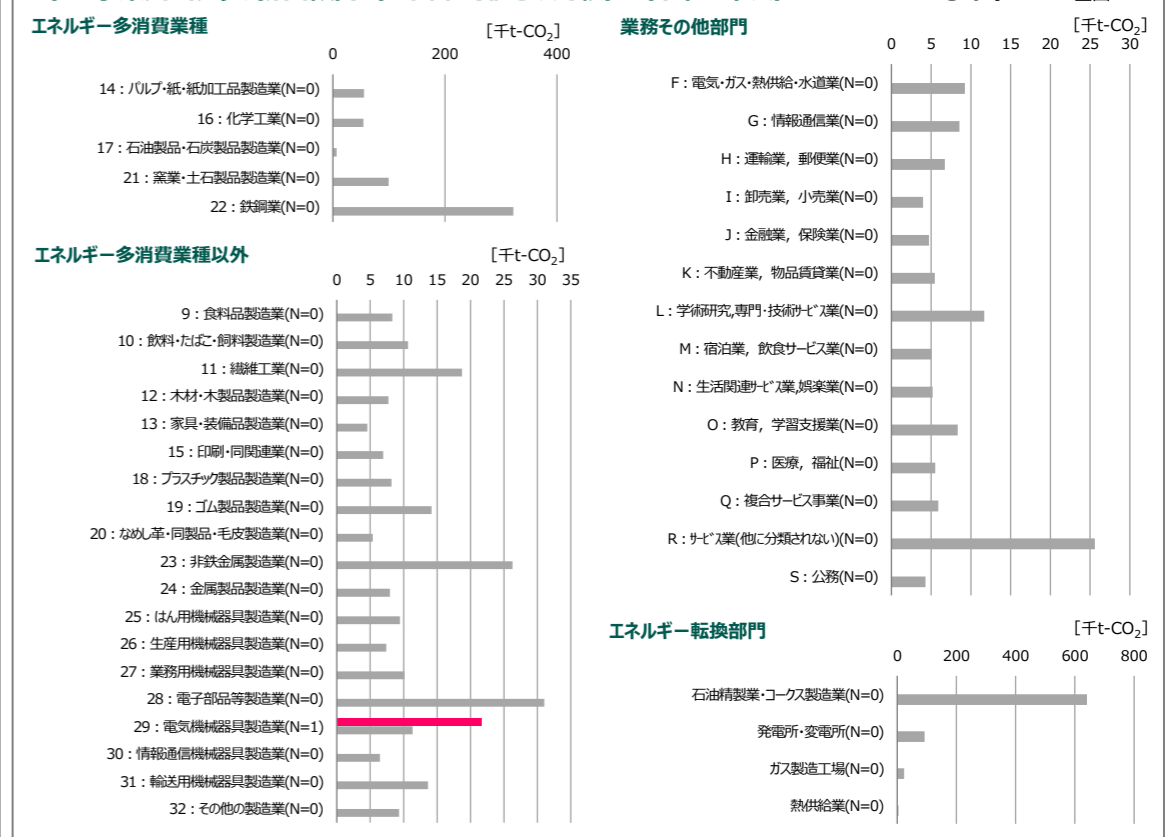 エネルギー多消費業種
[千t-CO2]
0 200 400
14:パルプ・紙・紙加工品製造業(N=0)
16:化学工業(N=0)
17:石油製品・石炭製品製造業(N=0)
21:窯業・土石製品製造業(N=0)
22:鉄鋼業(N=0)
エネルギー多消費業種以外
[千t-CO2]
0 5 10 15 20 25 30 35
9:食料品製造業(N=0)
10:飲料・たばこ・飼料製造業(N=0)
11:繊維工業(N=0)
12:木材・木製品製造業(N=0)
13:家具・装備品製造業(N=0)
15:印刷・同関連業(N=0)
18:プラスチック製品製造業(N=0)
19:ゴム製品製造業(N=0)
20:なめし革・同製品・毛皮製造業(N=0)
23:非鉄金属製造業(N=0)
24:金属製品製造業(N=0)
25:はん用機械器具製造業(N=0)
26:生産用機械器具製造業(N=0)
27:業務用機械器具製造業(N=0)
28:電子部品等製造業(N=0)
29:電気機械器具製造業(N=1)
30:情報通信機械器具製造業(N=0)
31:輸送用機械器具製造業(N=0)
32:その他の製造業(N=0)
業務その他部門
[千t-CO2]
0 5 10 15 20 25 30
F:電気・ガス・熱供給・水道業(N=0)
G:情報通信業(N=0)
H:運輸業，郵便業(N=0)
I:卸売業，小売業(N=0)
J:金融業，保険業(N=0)
K:不動産業，物品賃貸業(N=0)
L:学術研究,専門・技術サービス業(N=0)
M:宿泊業，飲食サービス業(N=0)
N:生活関連サービス業,娯楽業(N=0)
O:教育，学習支援業(N=0)
P:医療，福祉(N=0)
Q:複合サービス事業(N=0)
R:サービス業(他に分類されない)(N=0)
S:公務(N=0)
エネルギー転換部門
[千t-CO2]
0 200 400 600 800
石油精製業・コークス製造業(N=0)
発電所・変電所(N=0)
ガス製造工場(N=0)
熱供給業(N=0)